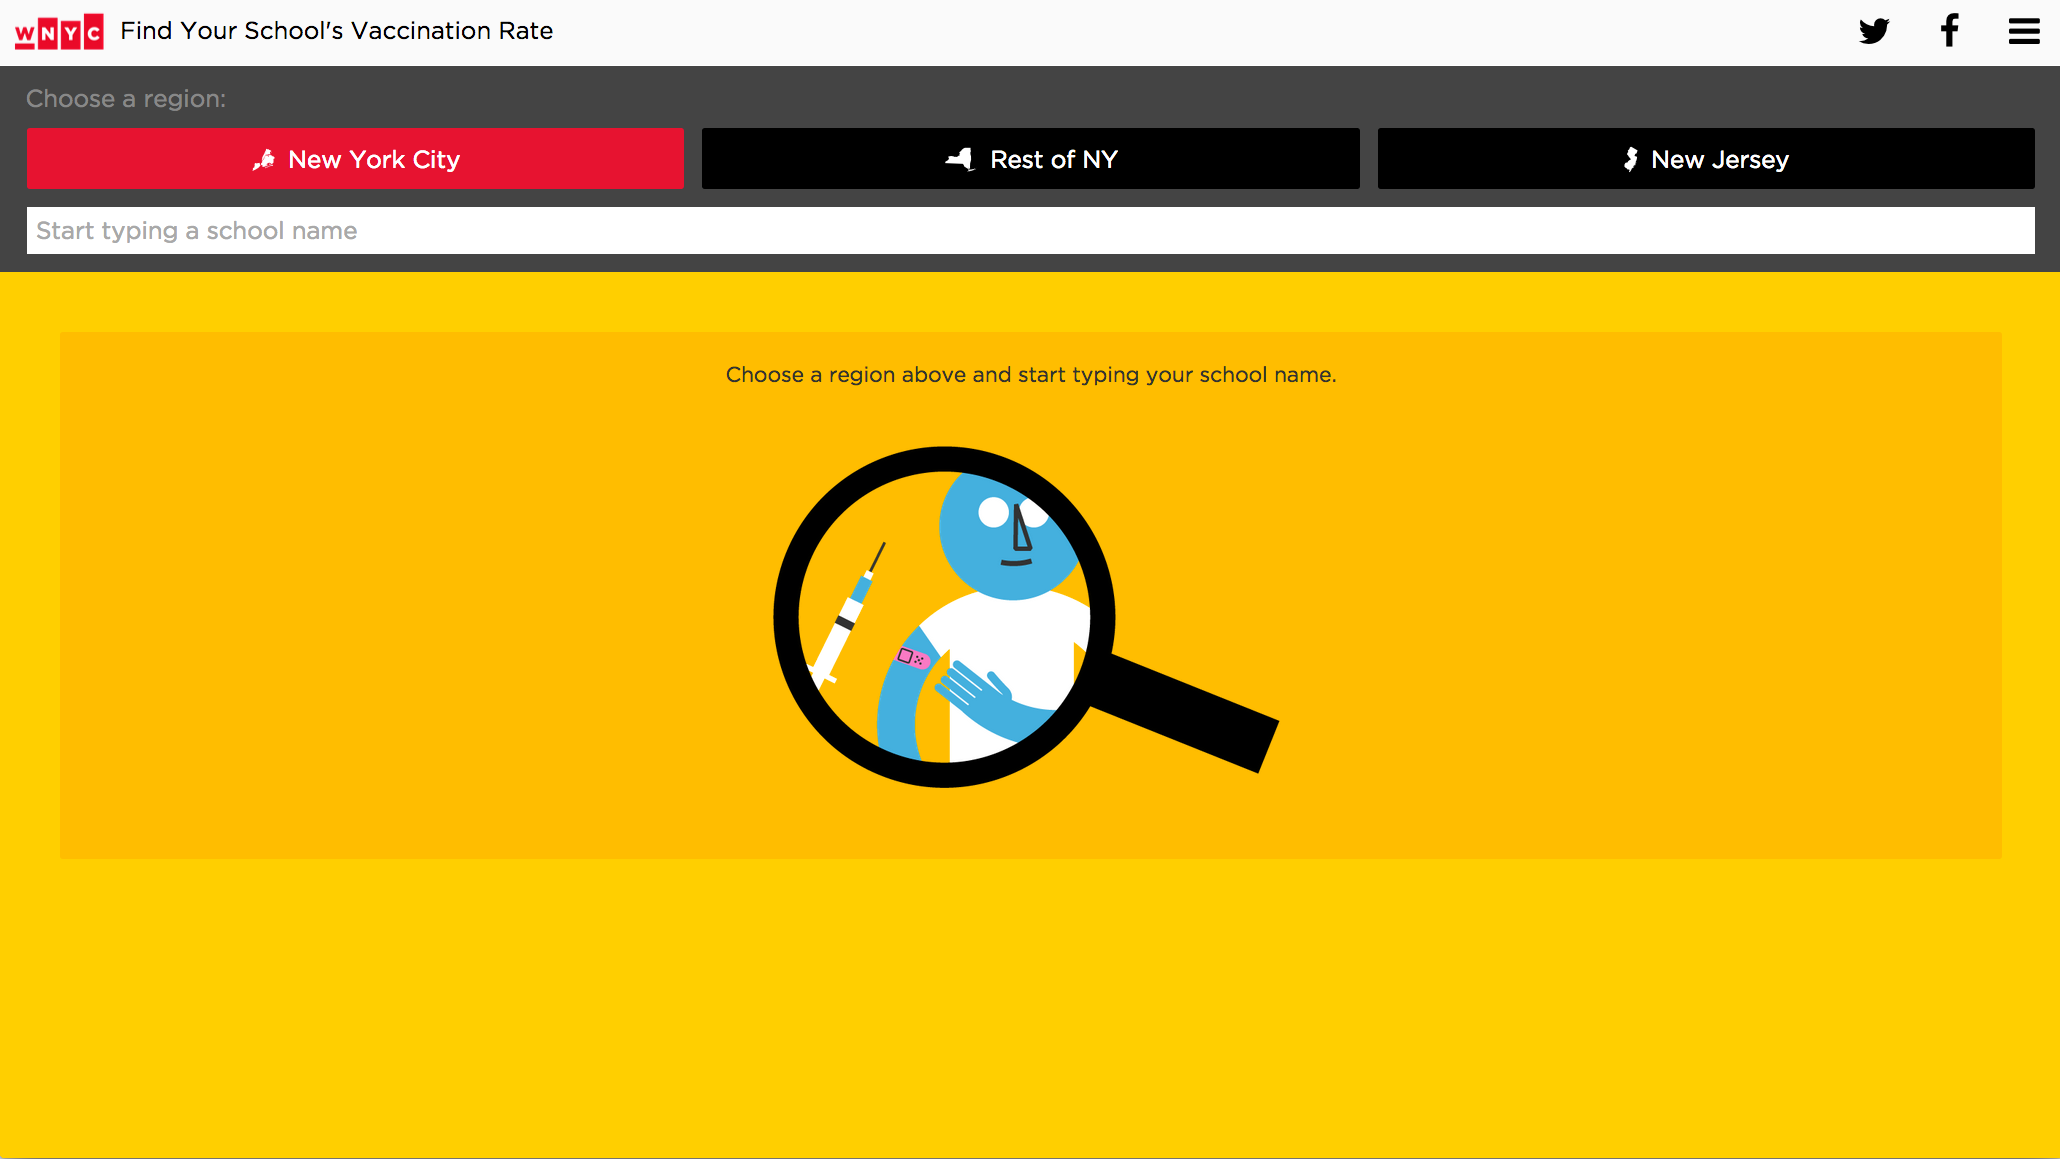 WNYC Find Your School's Vaccination Rate
Choose a region:
New York City
Rest of NY
New Jersey
Start typing a school name
Choose a region above and start typing your school name.